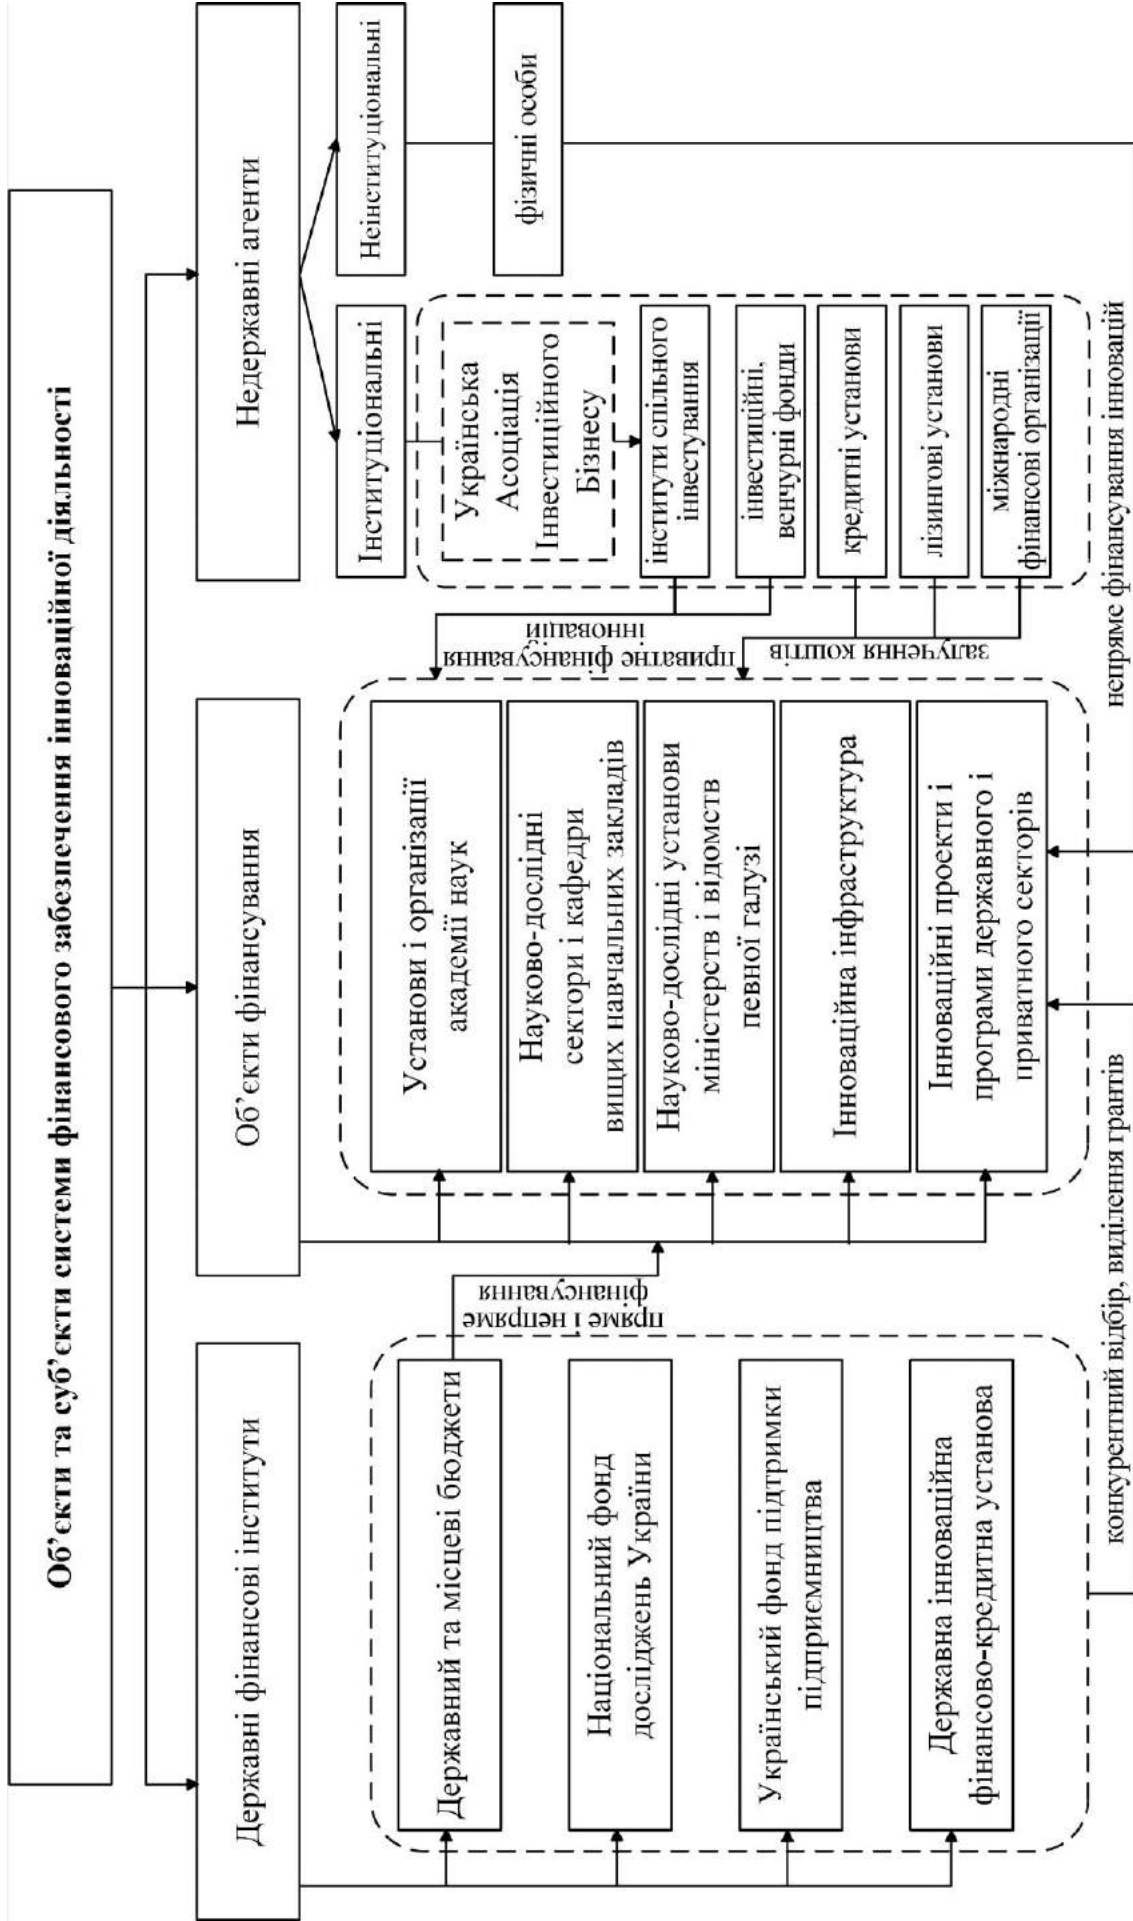 Об’єкти та суб’єкти системи фінансового забезпечення інноваційної діяльності
Державні фінансові інститути
Державний та місцеві бюджети
Національний фонд
досліджень України
Український фонд підтримки
підприємництва
Державна інноваційна
фінансово-кредитна установа
пряме і непряме
фінансування
Об’єкти фінансування
Установи і організації
академії наук
Науково-дослідні
сектори і кафедри
вищих навчальних закладів
Науково-дослідні установи
міністерств і відомств
певної галузі
Інноваційна інфраструктура
Інноваційні проекти і
програми державного і
приватного секторів
приватне фінансування
інновацій
залучення коштів
Недержавні агенти
Інституціональні
Неінституціональні
Українська
Асоціація
Інвестиційного
Бізнесу
інститути спільного
інвестування
інвестиційні,
венчурні фонди
кредитні установи
лізингові установи
міжнародні
фінансові організації
фізичні особи
конкурентний відбір, виділення грантів
непряме фінансування інновацій